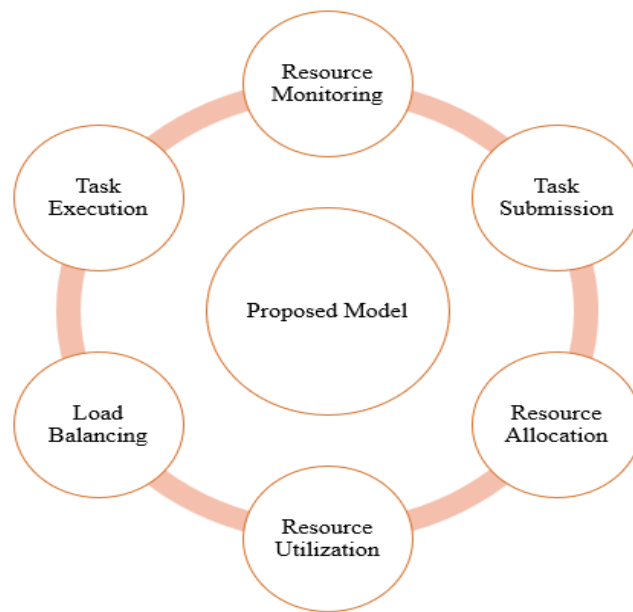 Resource
Monitoring
Task
Execution
Task
Submission
Proposed Model
Load
Balancing
Resource
Allocation
Resource
Utilization